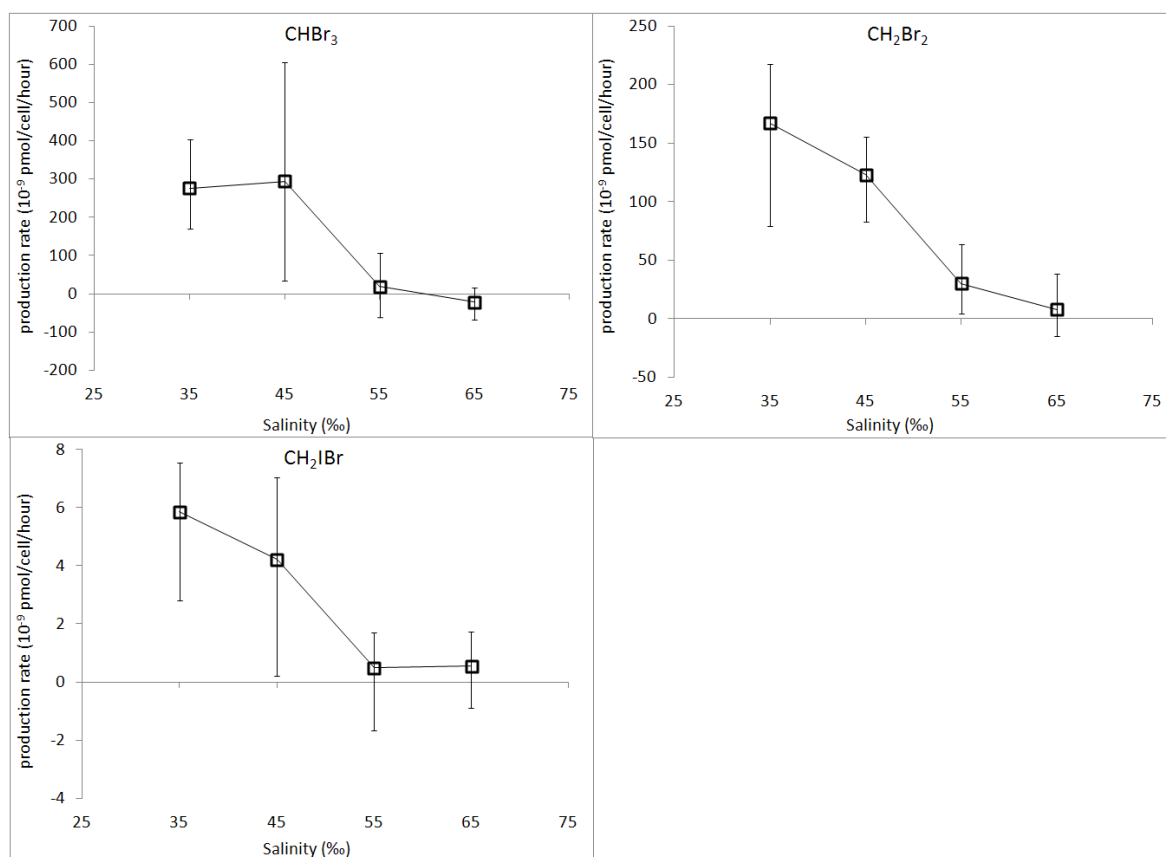 CHBr₃
production rate (10⁻⁹ pmol/cell/hour)
700
600
500
400
300
200
100
0
-100
-200
25 35 45 55 65 75
Salinity (‰)
CH₂Br₂
production rate (10⁻⁹ pmol/cell/hour)
250
200
150
100
50
0
-50
25 35 45 55 65 75
Salinity (‰)
CH₂IBr
production rate (10⁻⁹ pmol/cell/hour)
8
6
4
2
0
-2
-4
25 35 45 55 65 75
Salinity (‰)